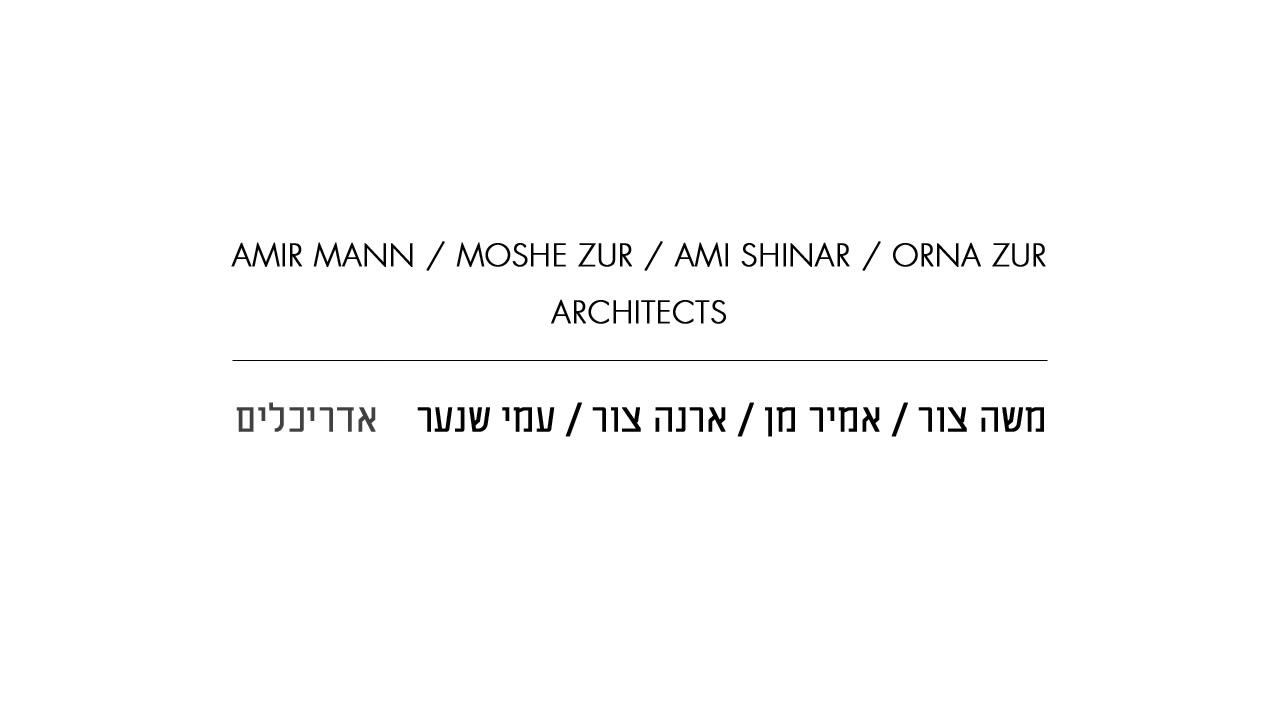 AMIR MANN / MOSHE ZUR / AMI SHINAR / ORNA ZUR
ARCHITECTS
משה צור / אמיר מן / ארנה צור / עמי שנער אדריכלים